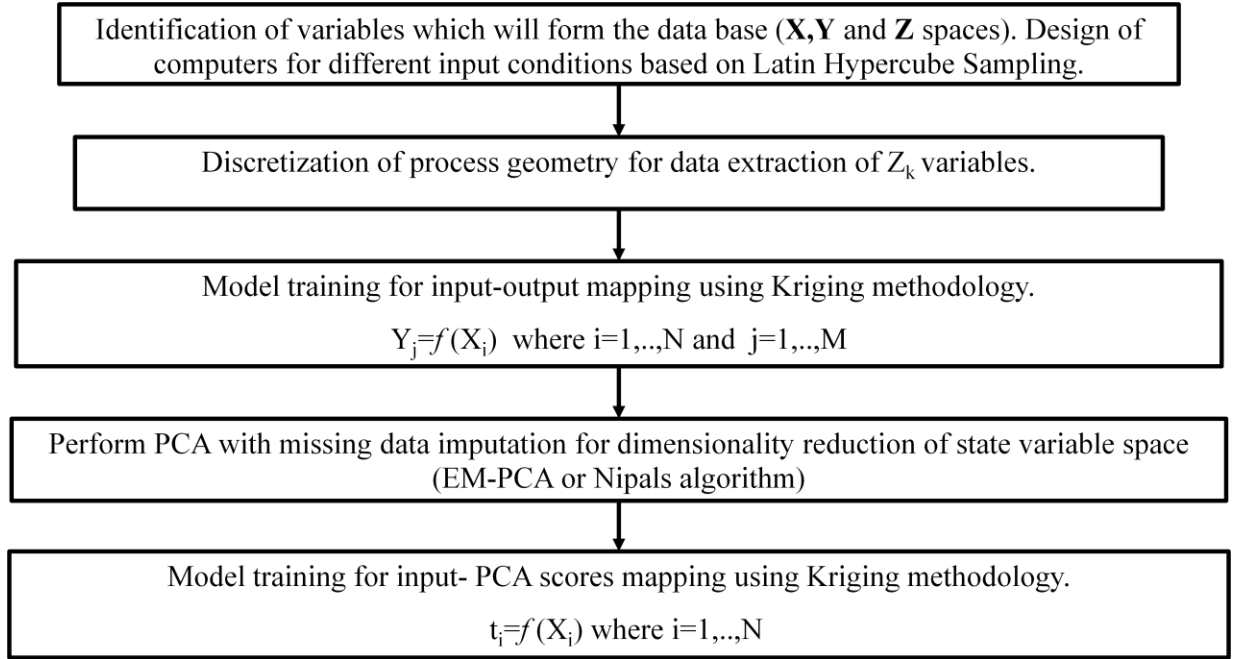 Identification of variables which will form the data base (X,Y and Z spaces). Design of
computers for different input conditions based on Latin Hypercube Sampling.
Discretization of process geometry for data extraction of Zk variables.
Model training for input-output mapping using Kriging methodology.
Yj=f(Xi) where i=1,..,N and j=1,..,M
Perform PCA with missing data imputation for dimensionality reduction of state variable space
(EM-PCA or Nipals algorithm)
Model training for input- PCA scores mapping using Kriging methodology.
ti=f(Xi) where i=1,..,N